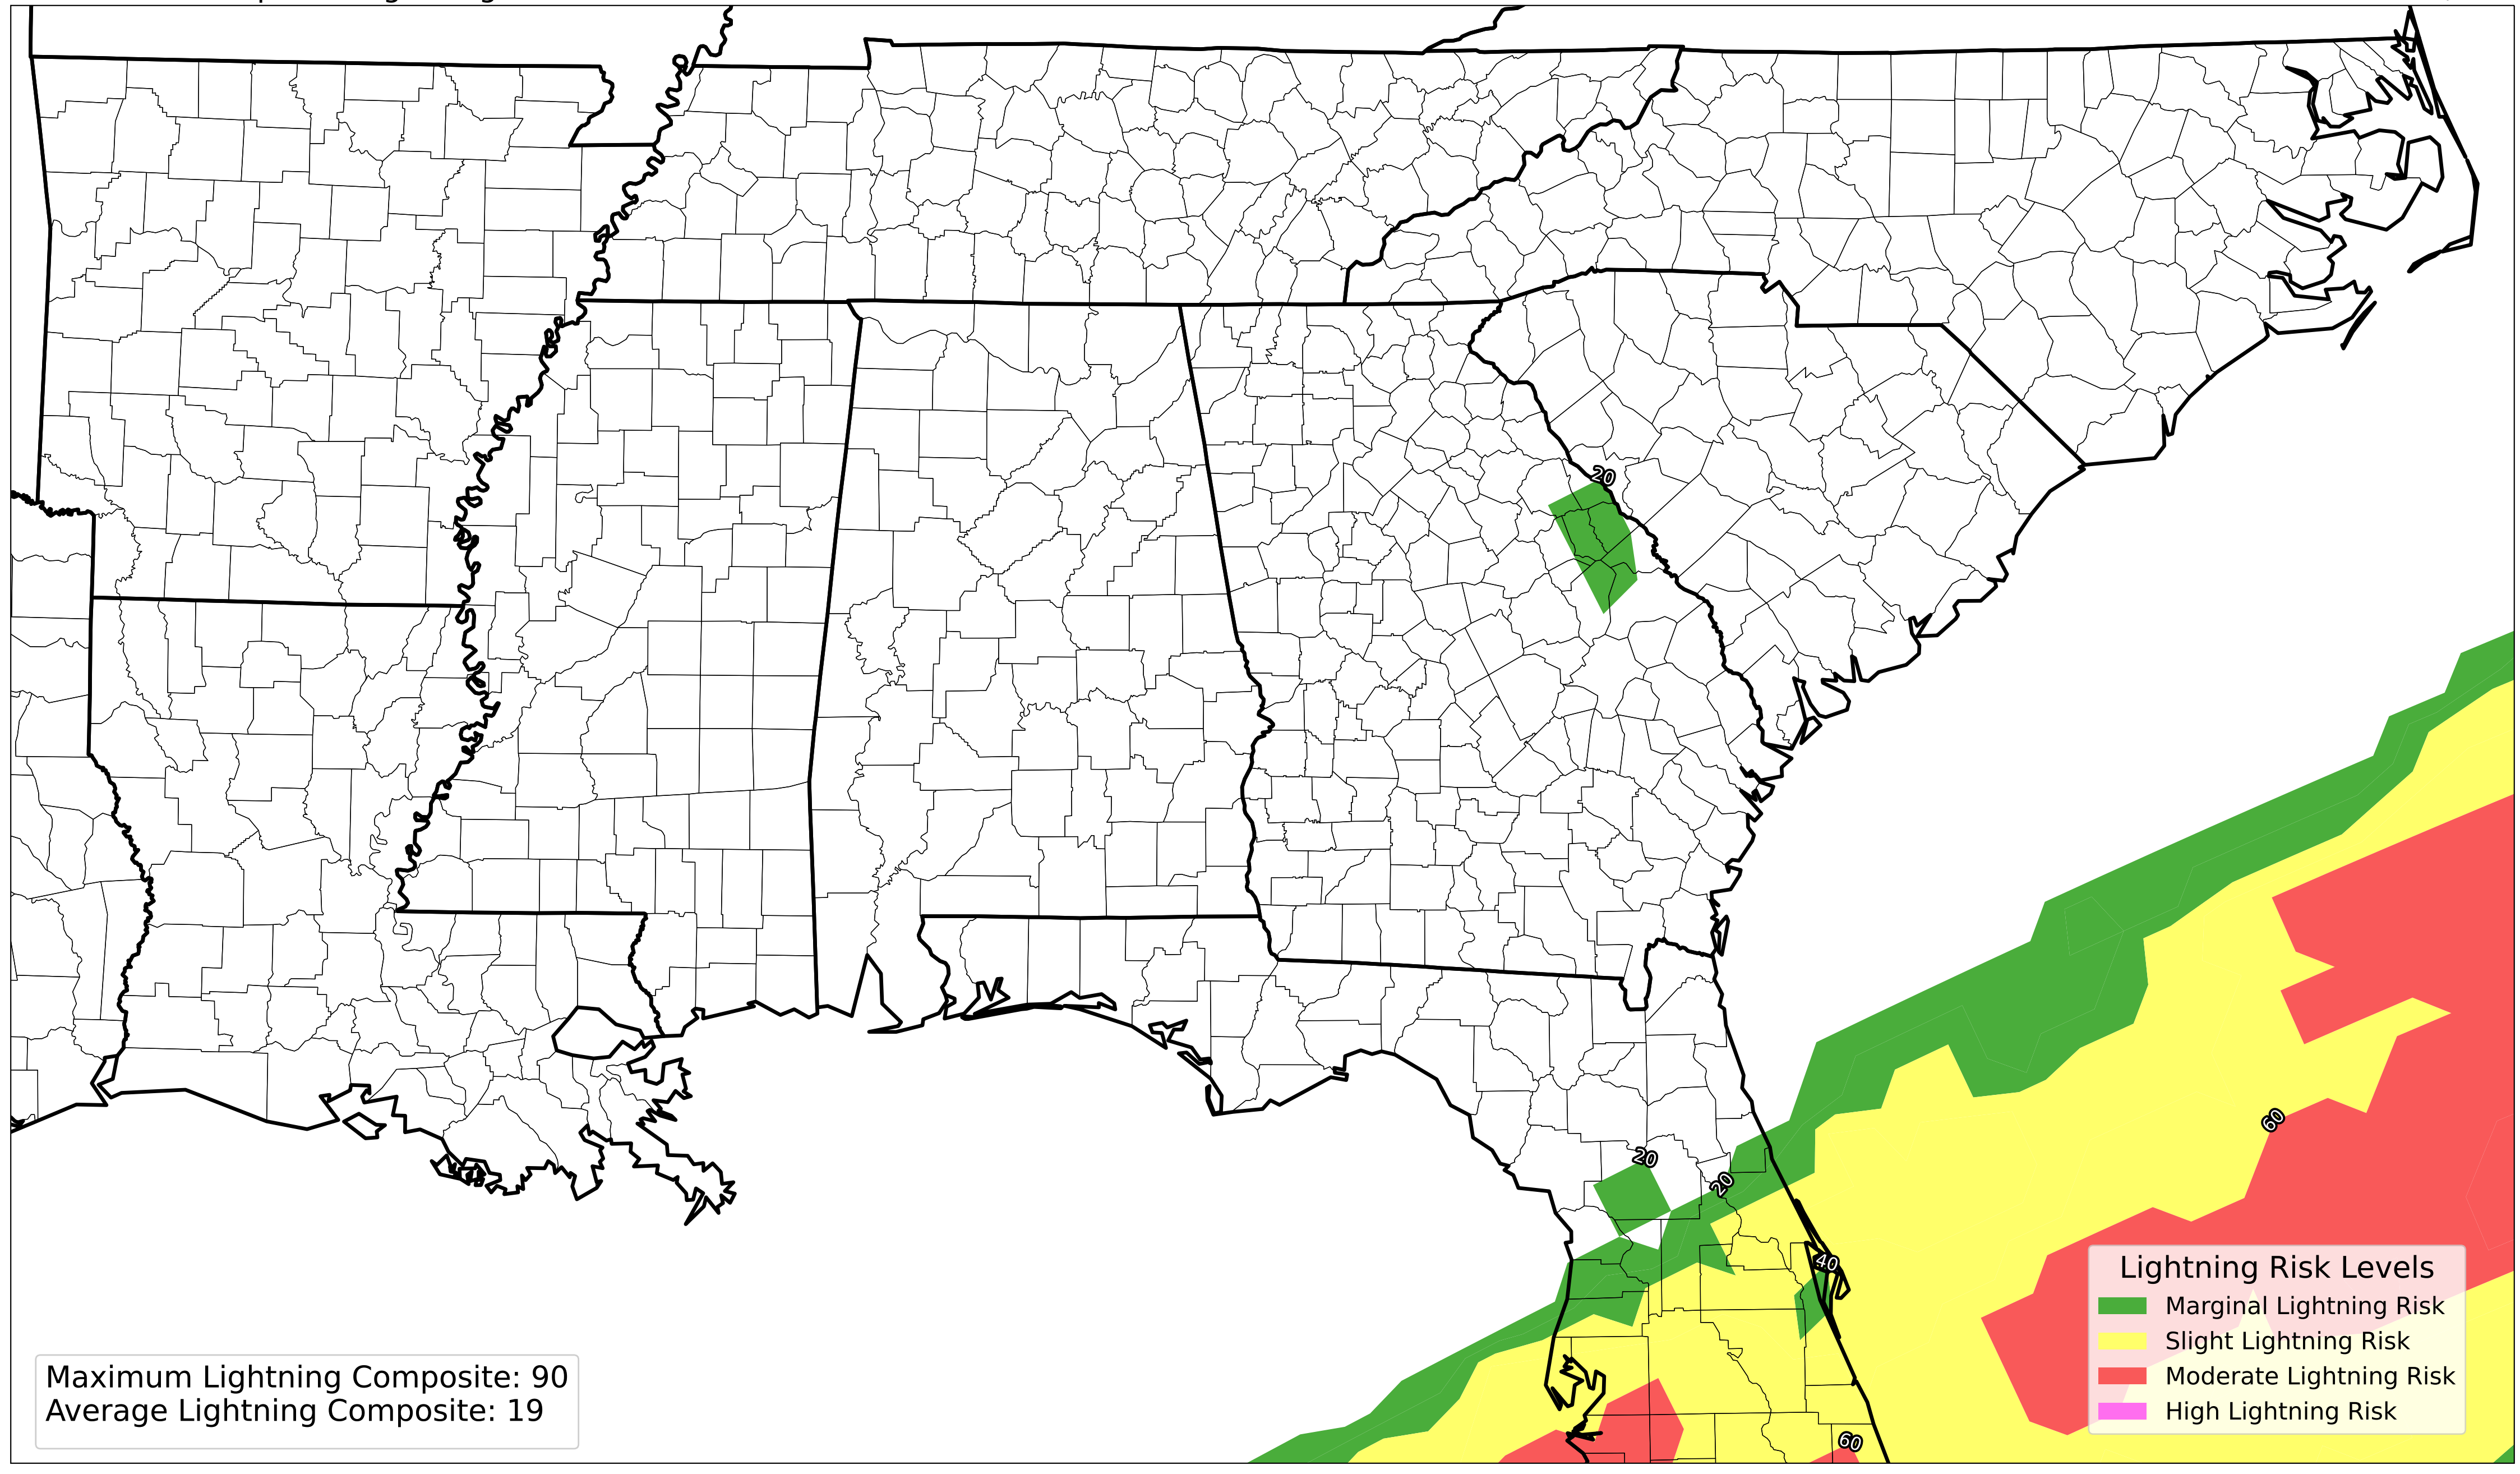 20
20
20
40
60
60
Lightning Risk Levels
Marginal Lightning Risk
Slight Lightning Risk
Moderate Lightning Risk
High Lightning Risk
Maximum Lightning Composite: 90
Average Lightning Composite: 19